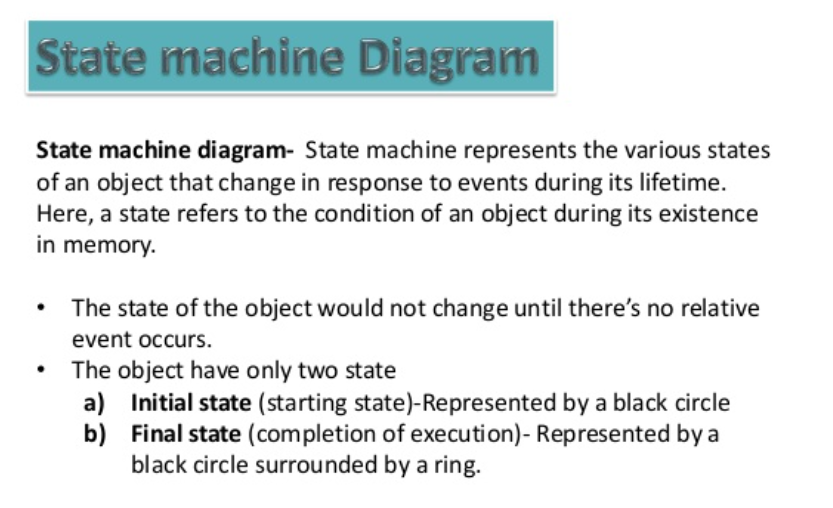 State machine Diagram
State machine diagram- State machine represents the various states
of an object that change in response to events during its lifetime.
Here, a state refers to the condition of an object during its existence
in memory.
• The state of the object would not change until there’s no relative
event occurs.
• The object have only two state
a) Initial state (starting state)-Represented by a black circle
b) Final state (completion of execution)- Represented by a
black circle surrounded by a ring.